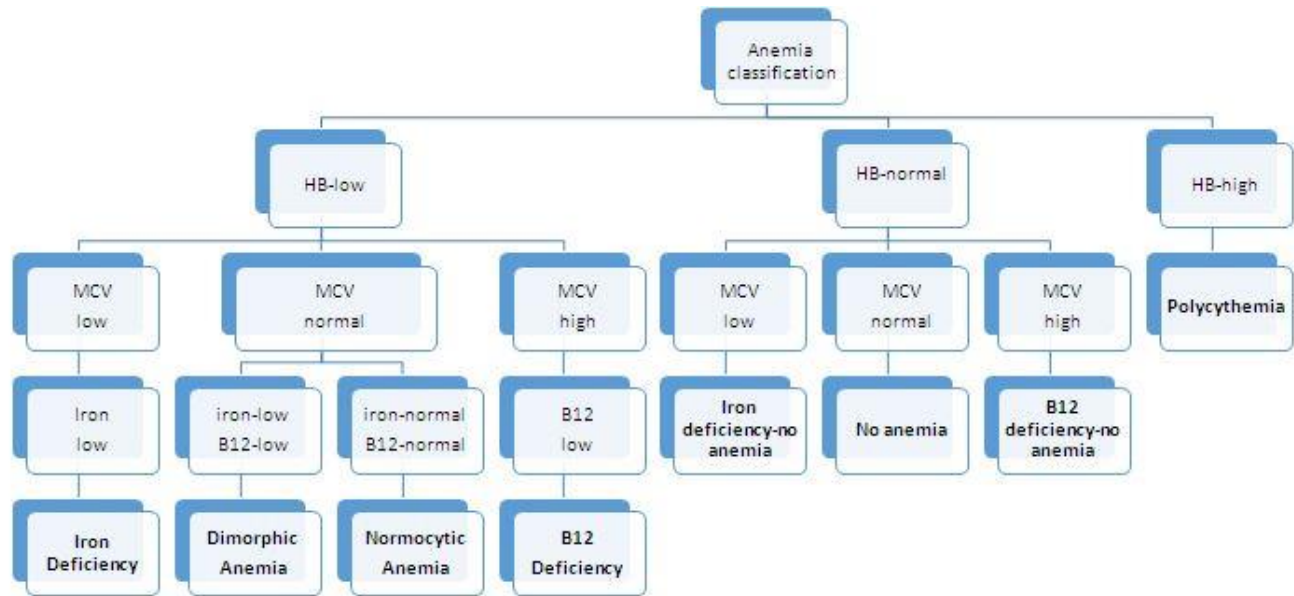 Anemia
classification
HB-low
HB-normal
HB-high
MCV
low
MCV
normal
MCV
high
MCV
low
MCV
normal
MCV
high
Polycythemia
Iron
low
iron-low
B12-low
iron-normal
B12-normal
B12
low
Iron
deficiency-no
anemia
No anemia
B12
deficiency-no
anemia
Iron
Deficiency
Dimorphic
Anemia
Normocytic
Anemia
B12
Deficiency